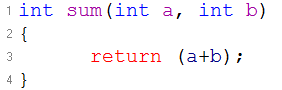 1 int sum(int a, int b)
2 {
3 return (a+b);
4 }